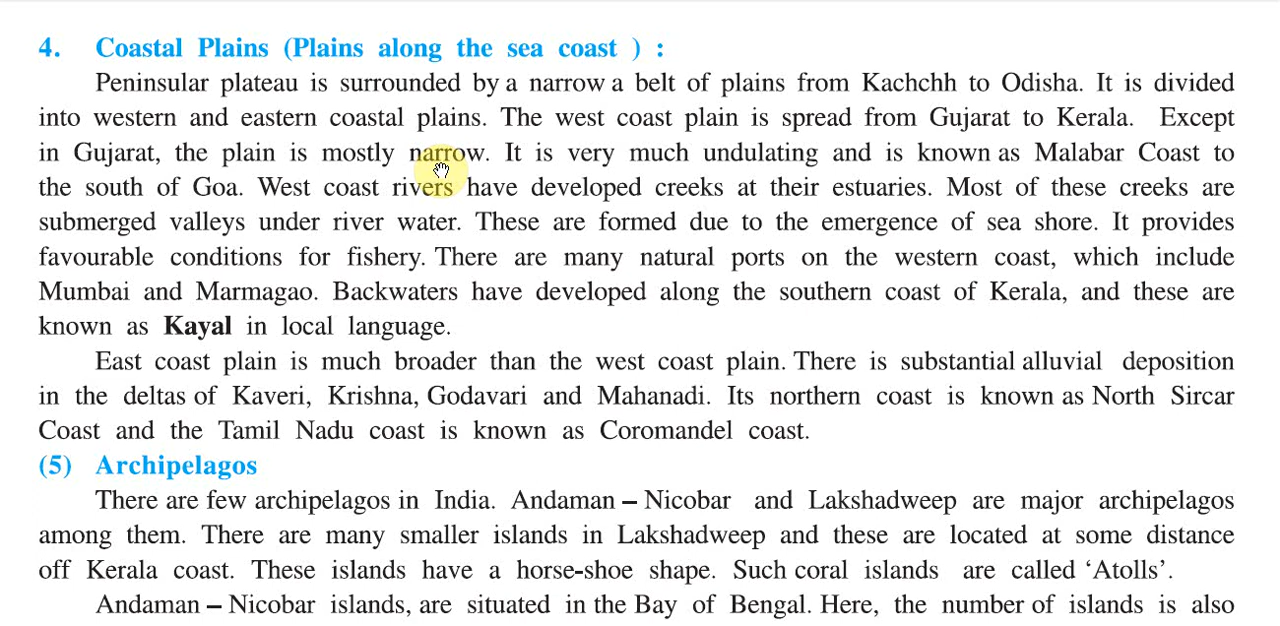 4. Coastal Plains (Plains along the sea coast ) :
Peninsular plateau is surrounded by a narrow a belt of plains from Kachchh to Odisha. It is divided
into western and eastern coastal plains. The west coast plain is spread from Gujarat to Kerala. Except
in Gujarat, the plain is mostly narrow. It is very much undulating and is known as Malabar Coast to
the south of Goa. West coast rivers have developed creeks at their estuaries. Most of these creeks are
submerged valleys under river water. These are formed due to the emergence of sea shore. It provides
favourable conditions for fishery. There are many natural ports on the western coast, which include
Mumbai and Marmagao. Backwaters have developed along the southern coast of Kerala, and these are
known as Kayal in local language.
East coast plain is much broader than the west coast plain. There is substantial alluvial deposition
in the deltas of Kaveri, Krishna, Godavari and Mahanadi. Its northern coast is known as North Sircar
Coast and the Tamil Nadu coast is known as Coromandel coast.
(5) Archipelagos
There are few archipelagos in India. Andaman – Nicobar and Lakshadweep are major archipelagos
among them. There are many smaller islands in Lakshadweep and these are located at some distance
off Kerala coast. These islands have a horse-shoe shape. Such coral islands are called ‘Atolls’.
Andaman – Nicobar islands, are situated in the Bay of Bengal. Here, the number of islands is also